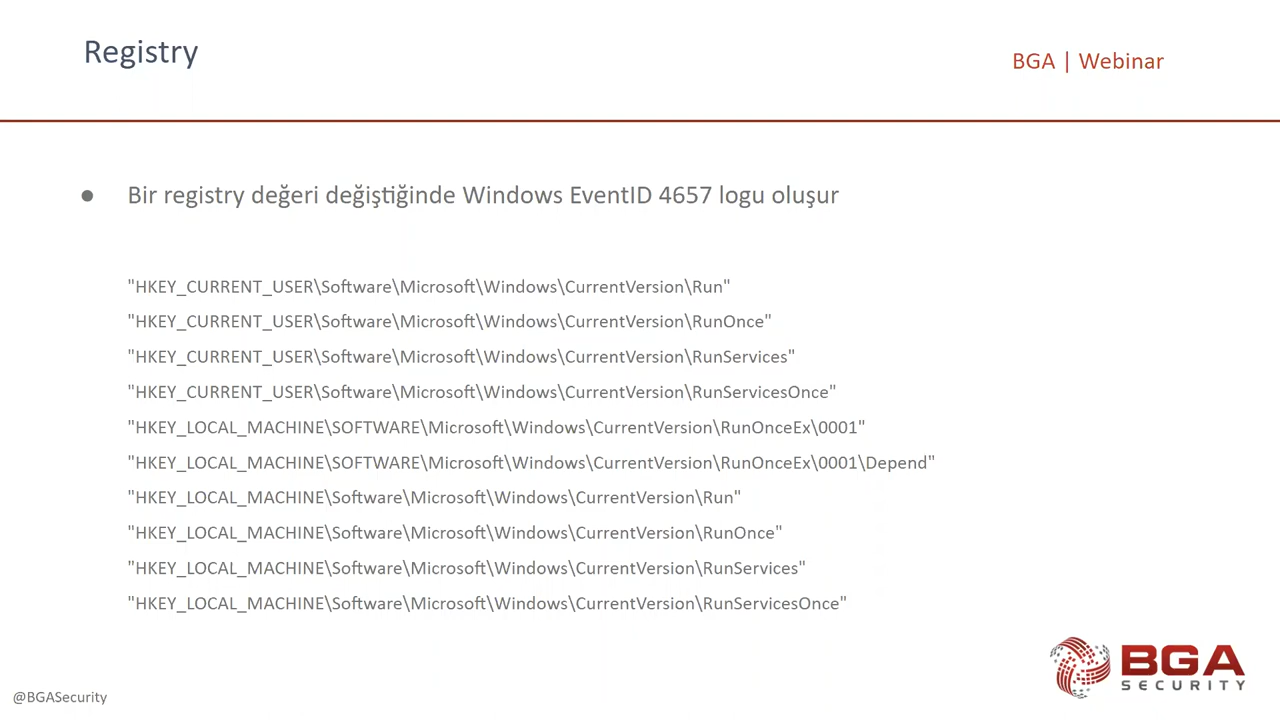 Registry
BGA | Webinar
● Bir registry değeri değiştiğinde Windows EventID 4657 logu oluşur
"HKEY_CURRENT_USER\Software\Microsoft\Windows\CurrentVersion\Run"
"HKEY_CURRENT_USER\Software\Microsoft\Windows\CurrentVersion\RunOnce"
"HKEY_CURRENT_USER\Software\Microsoft\Windows\CurrentVersion\RunServices"
"HKEY_CURRENT_USER\Software\Microsoft\Windows\CurrentVersion\RunServicesOnce"
"HKEY_LOCAL_MACHINE\SOFTWARE\Microsoft\Windows\CurrentVersion\RunOnceEx\0001"
"HKEY_LOCAL_MACHINE\SOFTWARE\Microsoft\Windows\CurrentVersion\RunOnceEx\0001\Depend"
"HKEY_LOCAL_MACHINE\Software\Microsoft\Windows\CurrentVersion\Run"
"HKEY_LOCAL_MACHINE\Software\Microsoft\Windows\CurrentVersion\RunOnce"
"HKEY_LOCAL_MACHINE\Software\Microsoft\Windows\CurrentVersion\RunServices"
"HKEY_LOCAL_MACHINE\Software\Microsoft\Windows\CurrentVersion\RunServicesOnce"
BGA
SECURITY
@BGASecurity